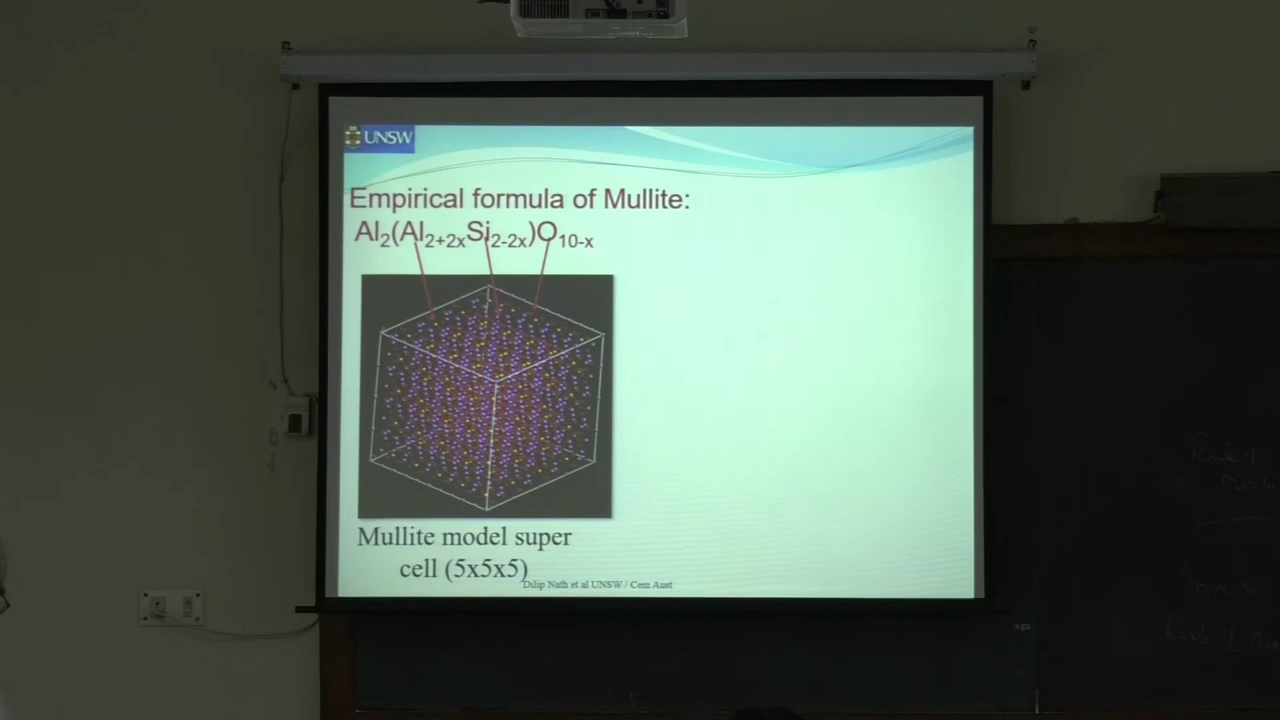 UNSW
Empirical formula of Mullite:
Al₂(Al₂₊₂ₓSi₂₋₂ₓ)O₁₀₋ₓ
Mullite model super
cell (5x5x5)
Dilip Nath et al UNSW / Cem Aust